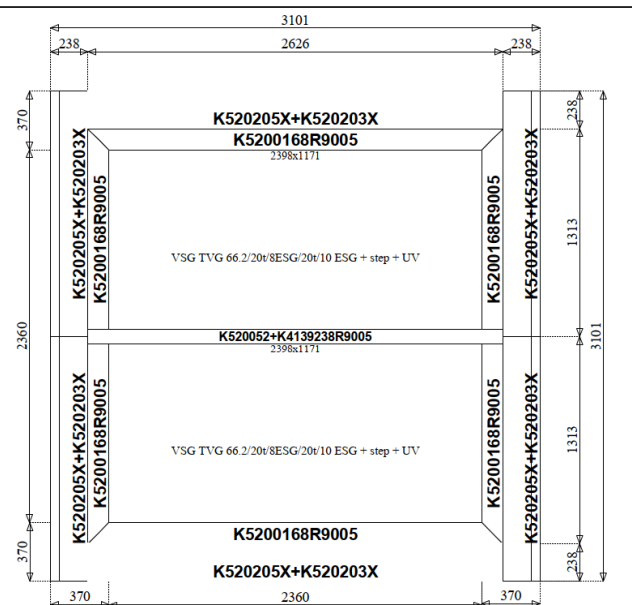 3101
238 2626 238
370 238
K520205X+K520203X
K5200168R9005
2398x1171
K520205X+K520203X
K5200168R9005
K5200168R9005
K520205X+K520203X
1313
VSG TVG 66.2/20t/8ESG/20t/10 ESG + step + UV
2360
K520052+K4139238R9005
3101
2398x1171
K520205X+K520203X
K5200168R9005
K5200168R9005
K520205X+K520203X
1313
VSG TVG 66.2/20t/8ESG/20t/10 ESG + step + UV
K5200168R9005
370 238
K520205X+K520203X
370 2360 370